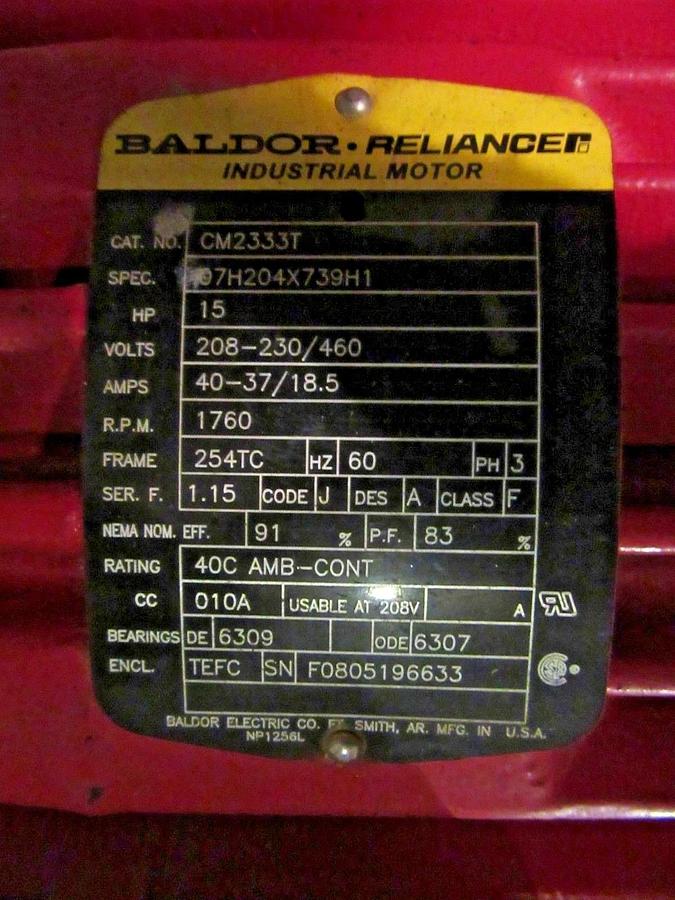 BALDOR • RELIANCER
INDUSTRIAL MOTOR
CAT. NO. CM2333T
SPEC. 07H204X739H1
HP 15
VOLTS 208-230/460
AMPS 40-37/18.5
R.P.M. 1760
FRAME 254TC HZ 60 PH 3
SER. F. 1.15 CODE J DES A CLASS F
NEMA NOM. EFF. 91 % P.F. 83 %
RATING 40C AMB-CONT
CC 010A USABLE AT 208V A
BEARINGS DE 6309 ODE 6307
ENCL. TEFC SN F0805196633
BALDOR ELECTRIC CO. FT. SMITH, AR. MFG. IN U.S.A.
NP1256L